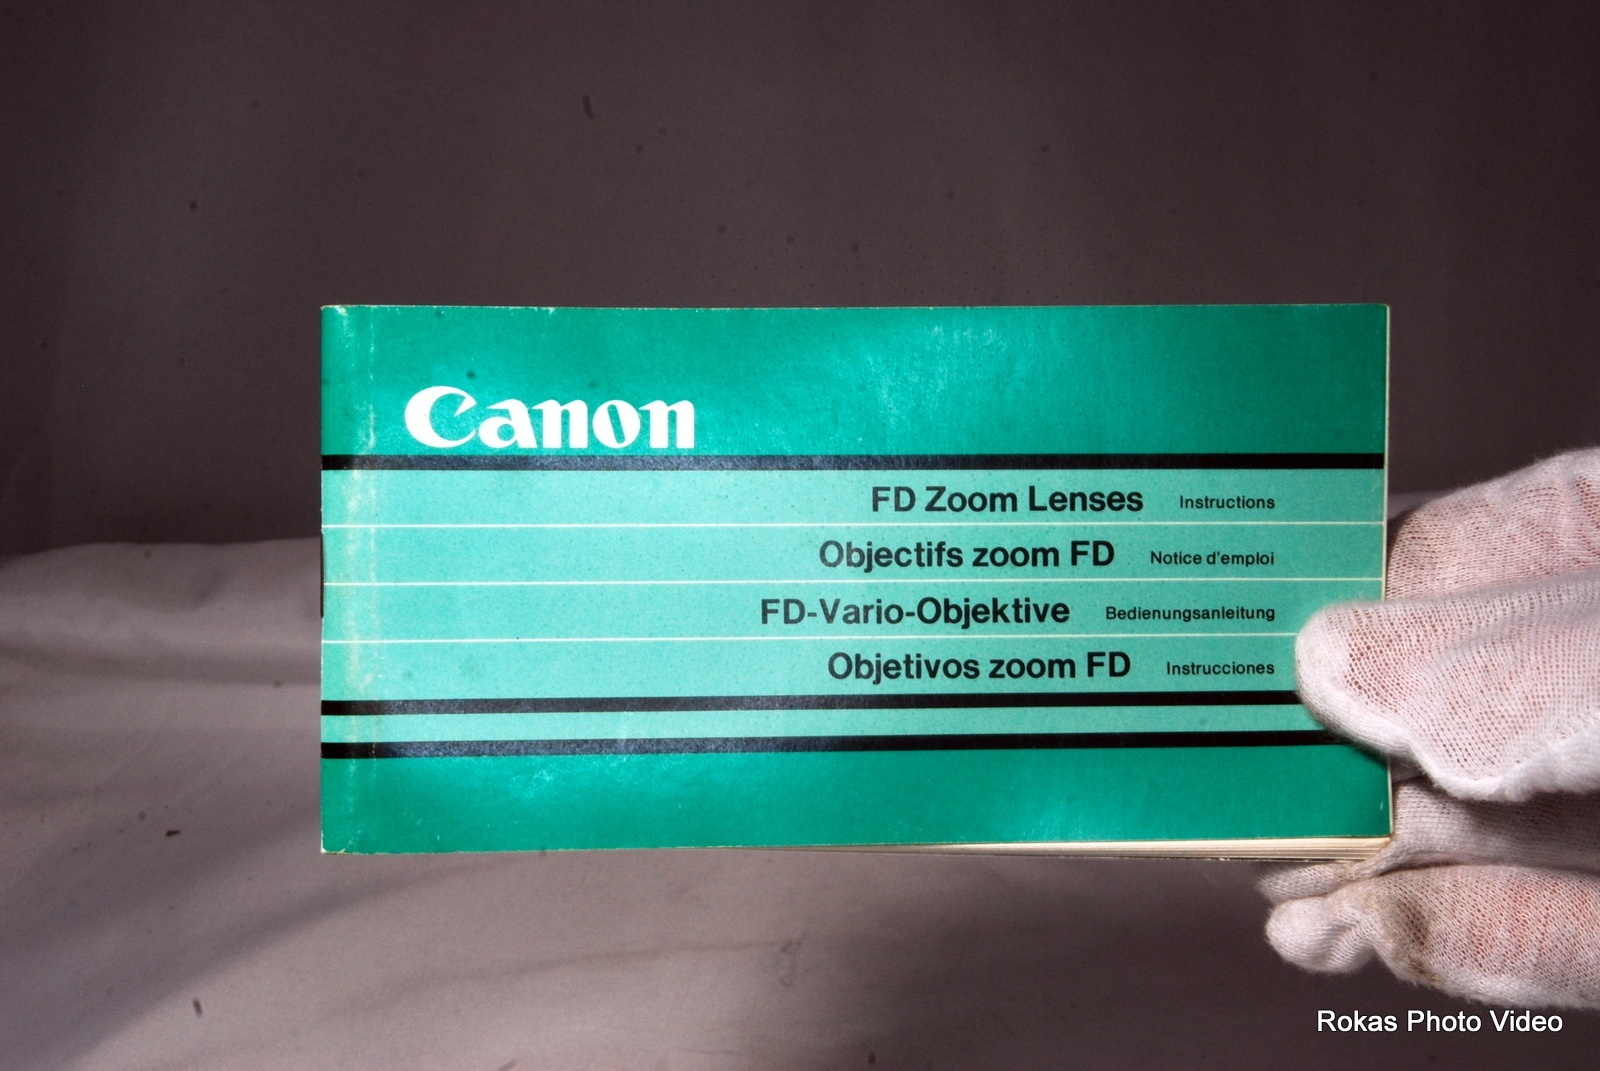 Canon
FD Zoom Lenses Instructions
Objectifs zoom FD Notice d'emploi
FD-Vario-Objektive Bedienungsanleitung
Objetivos zoom FD Instrucciones
Rokas Photo Video